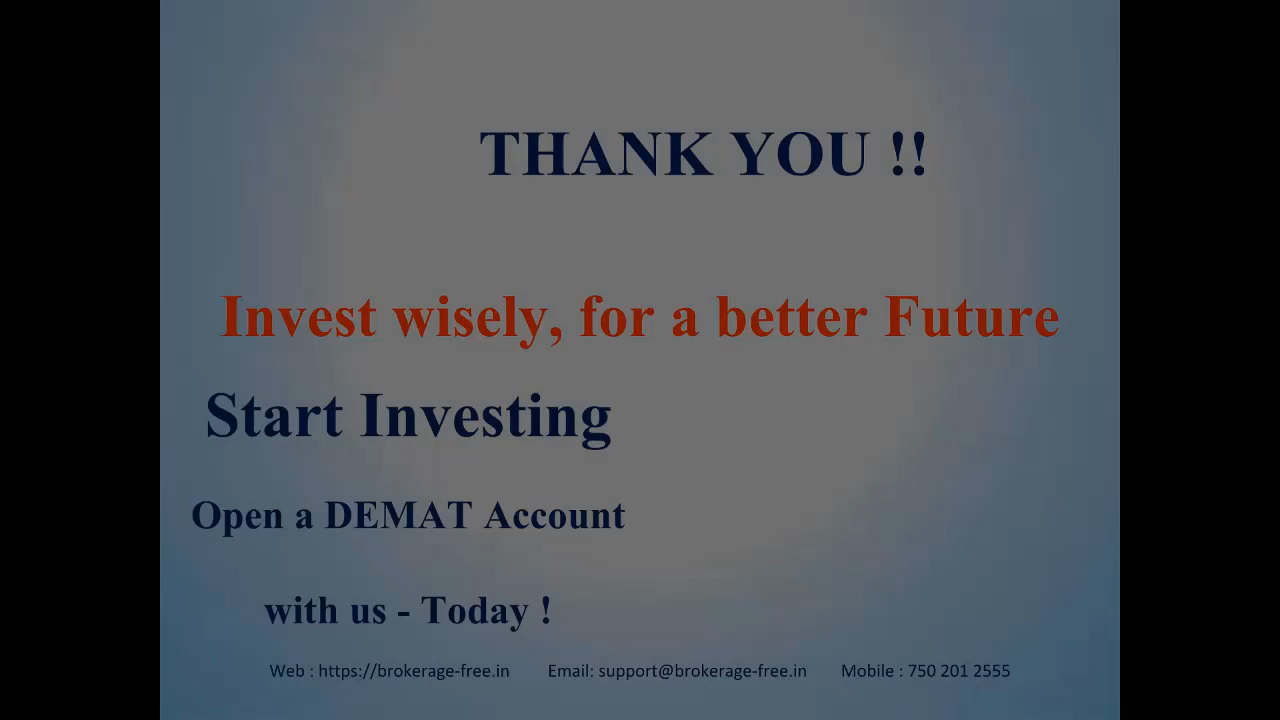 THANK YOU !!
Invest wisely, for a better Future
Start Investing
Open a DEMAT Account
with us - Today !
Web : https://brokerage-free.in Email: support@brokerage-free.in Mobile : 750 201 2555